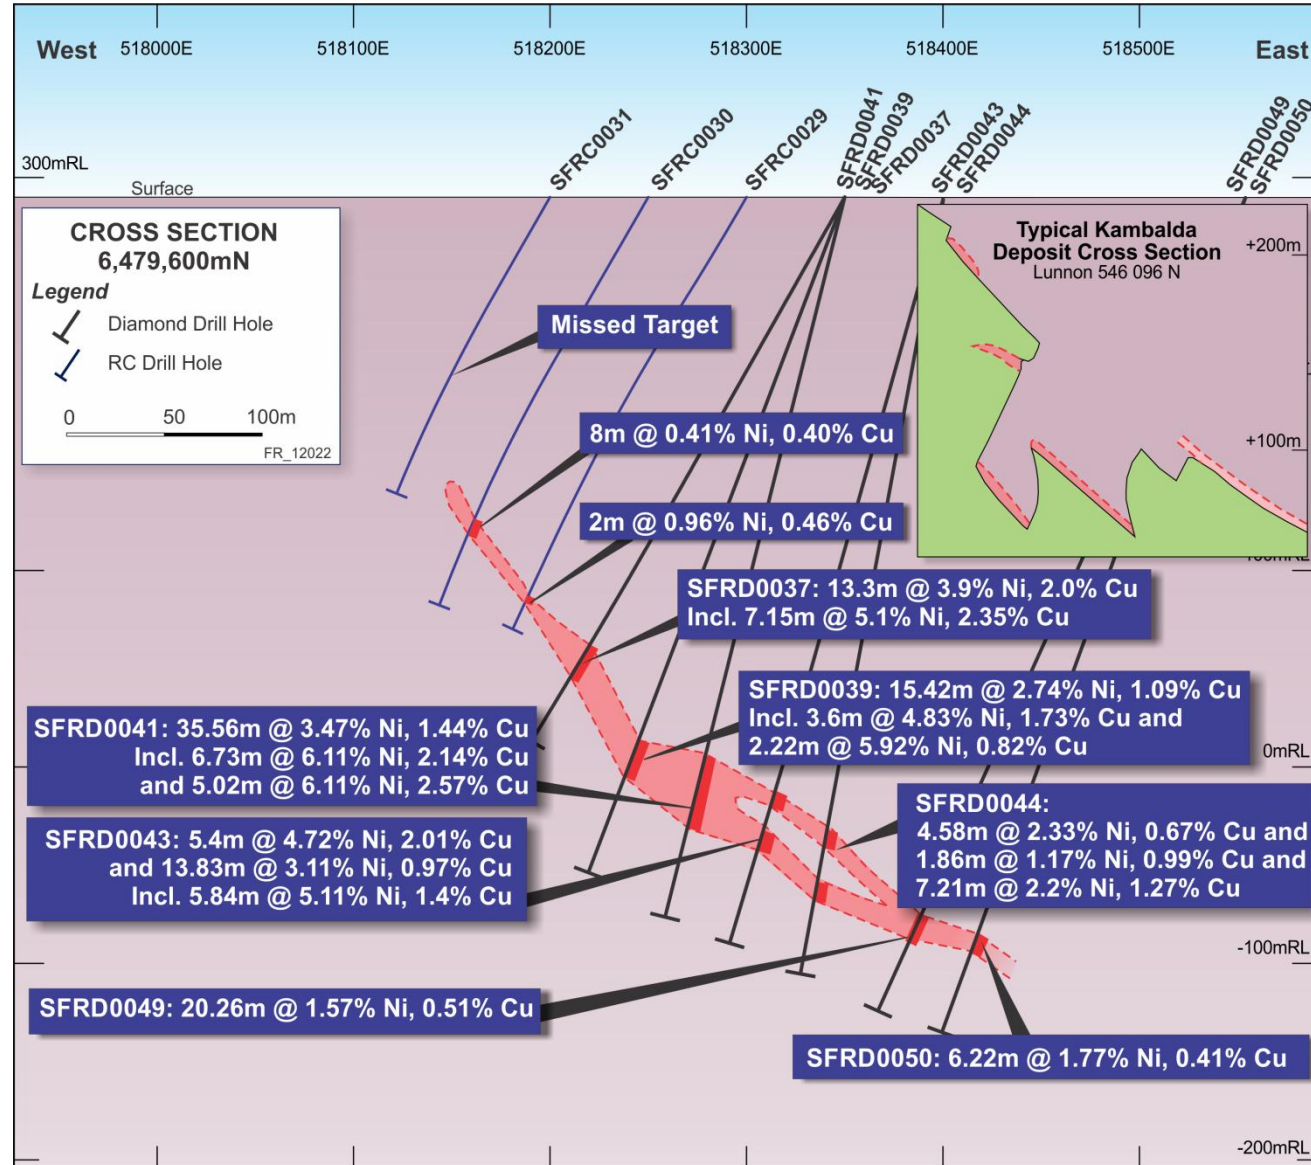 West 518000E 518100E 518200E 518300E 518400E 518500E East
SFRC0031
SFRC0030
SFRC0029
SFRD0041
SFRD0039
SFRD0037
SFRD0043
SFRD0044
SFRD0049
SFRD0050
300mRL
Surface
CROSS SECTION
6,479,600mN
Legend
Diamond Drill Hole
RC Drill Hole
0 50 100m
FR_12022
Typical Kambalda
Deposit Cross Section
Lunnon 546 096 N
+200m
+100m
Missed Target
8m @ 0.41% Ni, 0.40% Cu
2m @ 0.96% Ni, 0.46% Cu
SFRD0037: 13.3m @ 3.9% Ni, 2.0% Cu
Incl. 7.15m @ 5.1% Ni, 2.35% Cu
SFRD0039: 15.42m @ 2.74% Ni, 1.09% Cu
Incl. 3.6m @ 4.83% Ni, 1.73% Cu and
2.22m @ 5.92% Ni, 0.82% Cu
SFRD0041: 35.56m @ 3.47% Ni, 1.44% Cu
Incl. 6.73m @ 6.11% Ni, 2.14% Cu
and 5.02m @ 6.11% Ni, 2.57% Cu
0mRL
SFRD0044:
4.58m @ 2.33% Ni, 0.67% Cu and
1.86m @ 1.17% Ni, 0.99% Cu and
7.21m @ 2.2% Ni, 1.27% Cu
SFRD0043: 5.4m @ 4.72% Ni, 2.01% Cu
and 13.83m @ 3.11% Ni, 0.97% Cu
Incl. 5.84m @ 5.11% Ni, 1.4% Cu
-100mRL
SFRD0049: 20.26m @ 1.57% Ni, 0.51% Cu
SFRD0050: 6.22m @ 1.77% Ni, 0.41% Cu
-200mRL